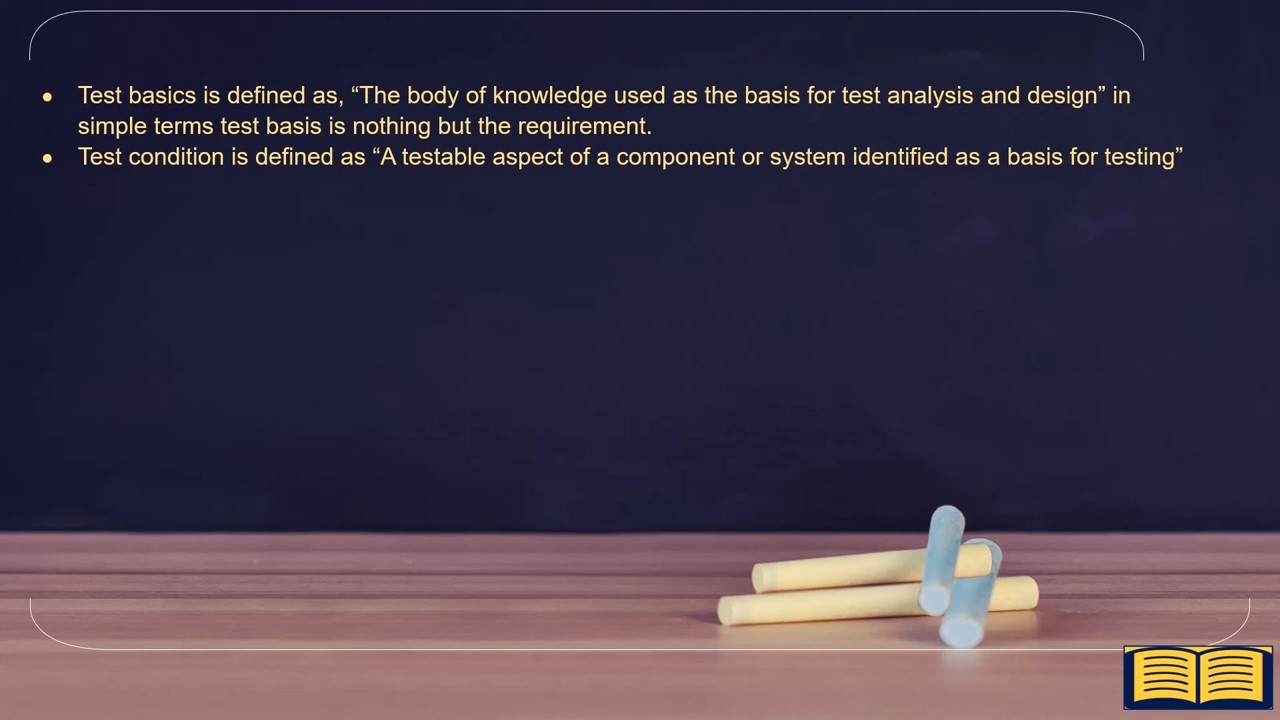 ● Test basics is defined as, “The body of knowledge used as the basis for test analysis and design” in
simple terms test basis is nothing but the requirement.
● Test condition is defined as “A testable aspect of a component or system identified as a basis for testing”